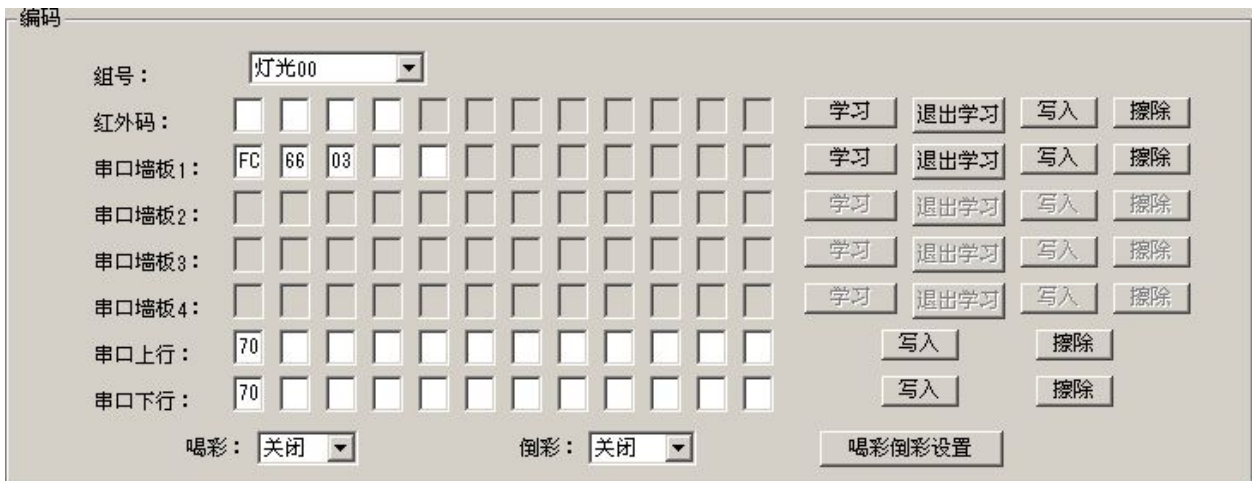 编码
组号： 灯光00
红外码： 学习 退出学习 写入 擦除
串口墙板1： FC 66 03 学习 退出学习 写入 擦除
串口墙板2： 学习 退出学习 写入 擦除
串口墙板3： 学习 退出学习 写入 擦除
串口墙板4： 学习 退出学习 写入 擦除
串口上行： 70 写入 擦除
串口下行： 70 写入 擦除
喝彩： 关闭 倒彩： 关闭 喝彩倒彩设置